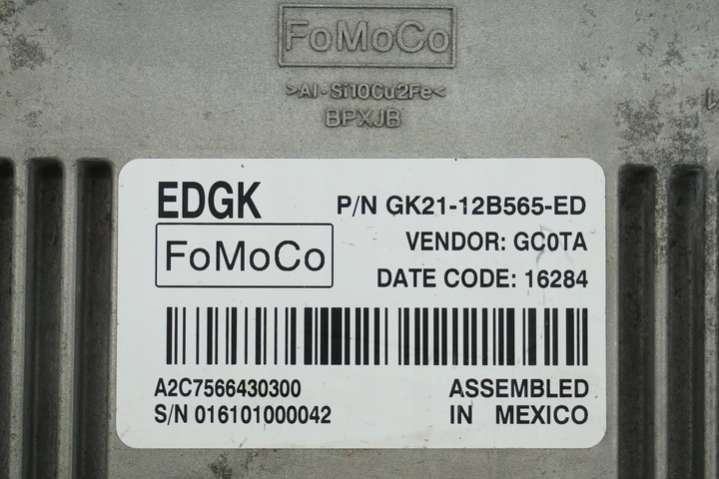 FoMoCo
>Al-Si10Cu2Fe<
BPXJB
EDGK
P/N GK21-12B565-ED
FoMoCo
VENDOR: GC0TA
DATE CODE: 16284
A2C7566430300
S/N 016101000042
ASSEMBLED
IN MEXICO